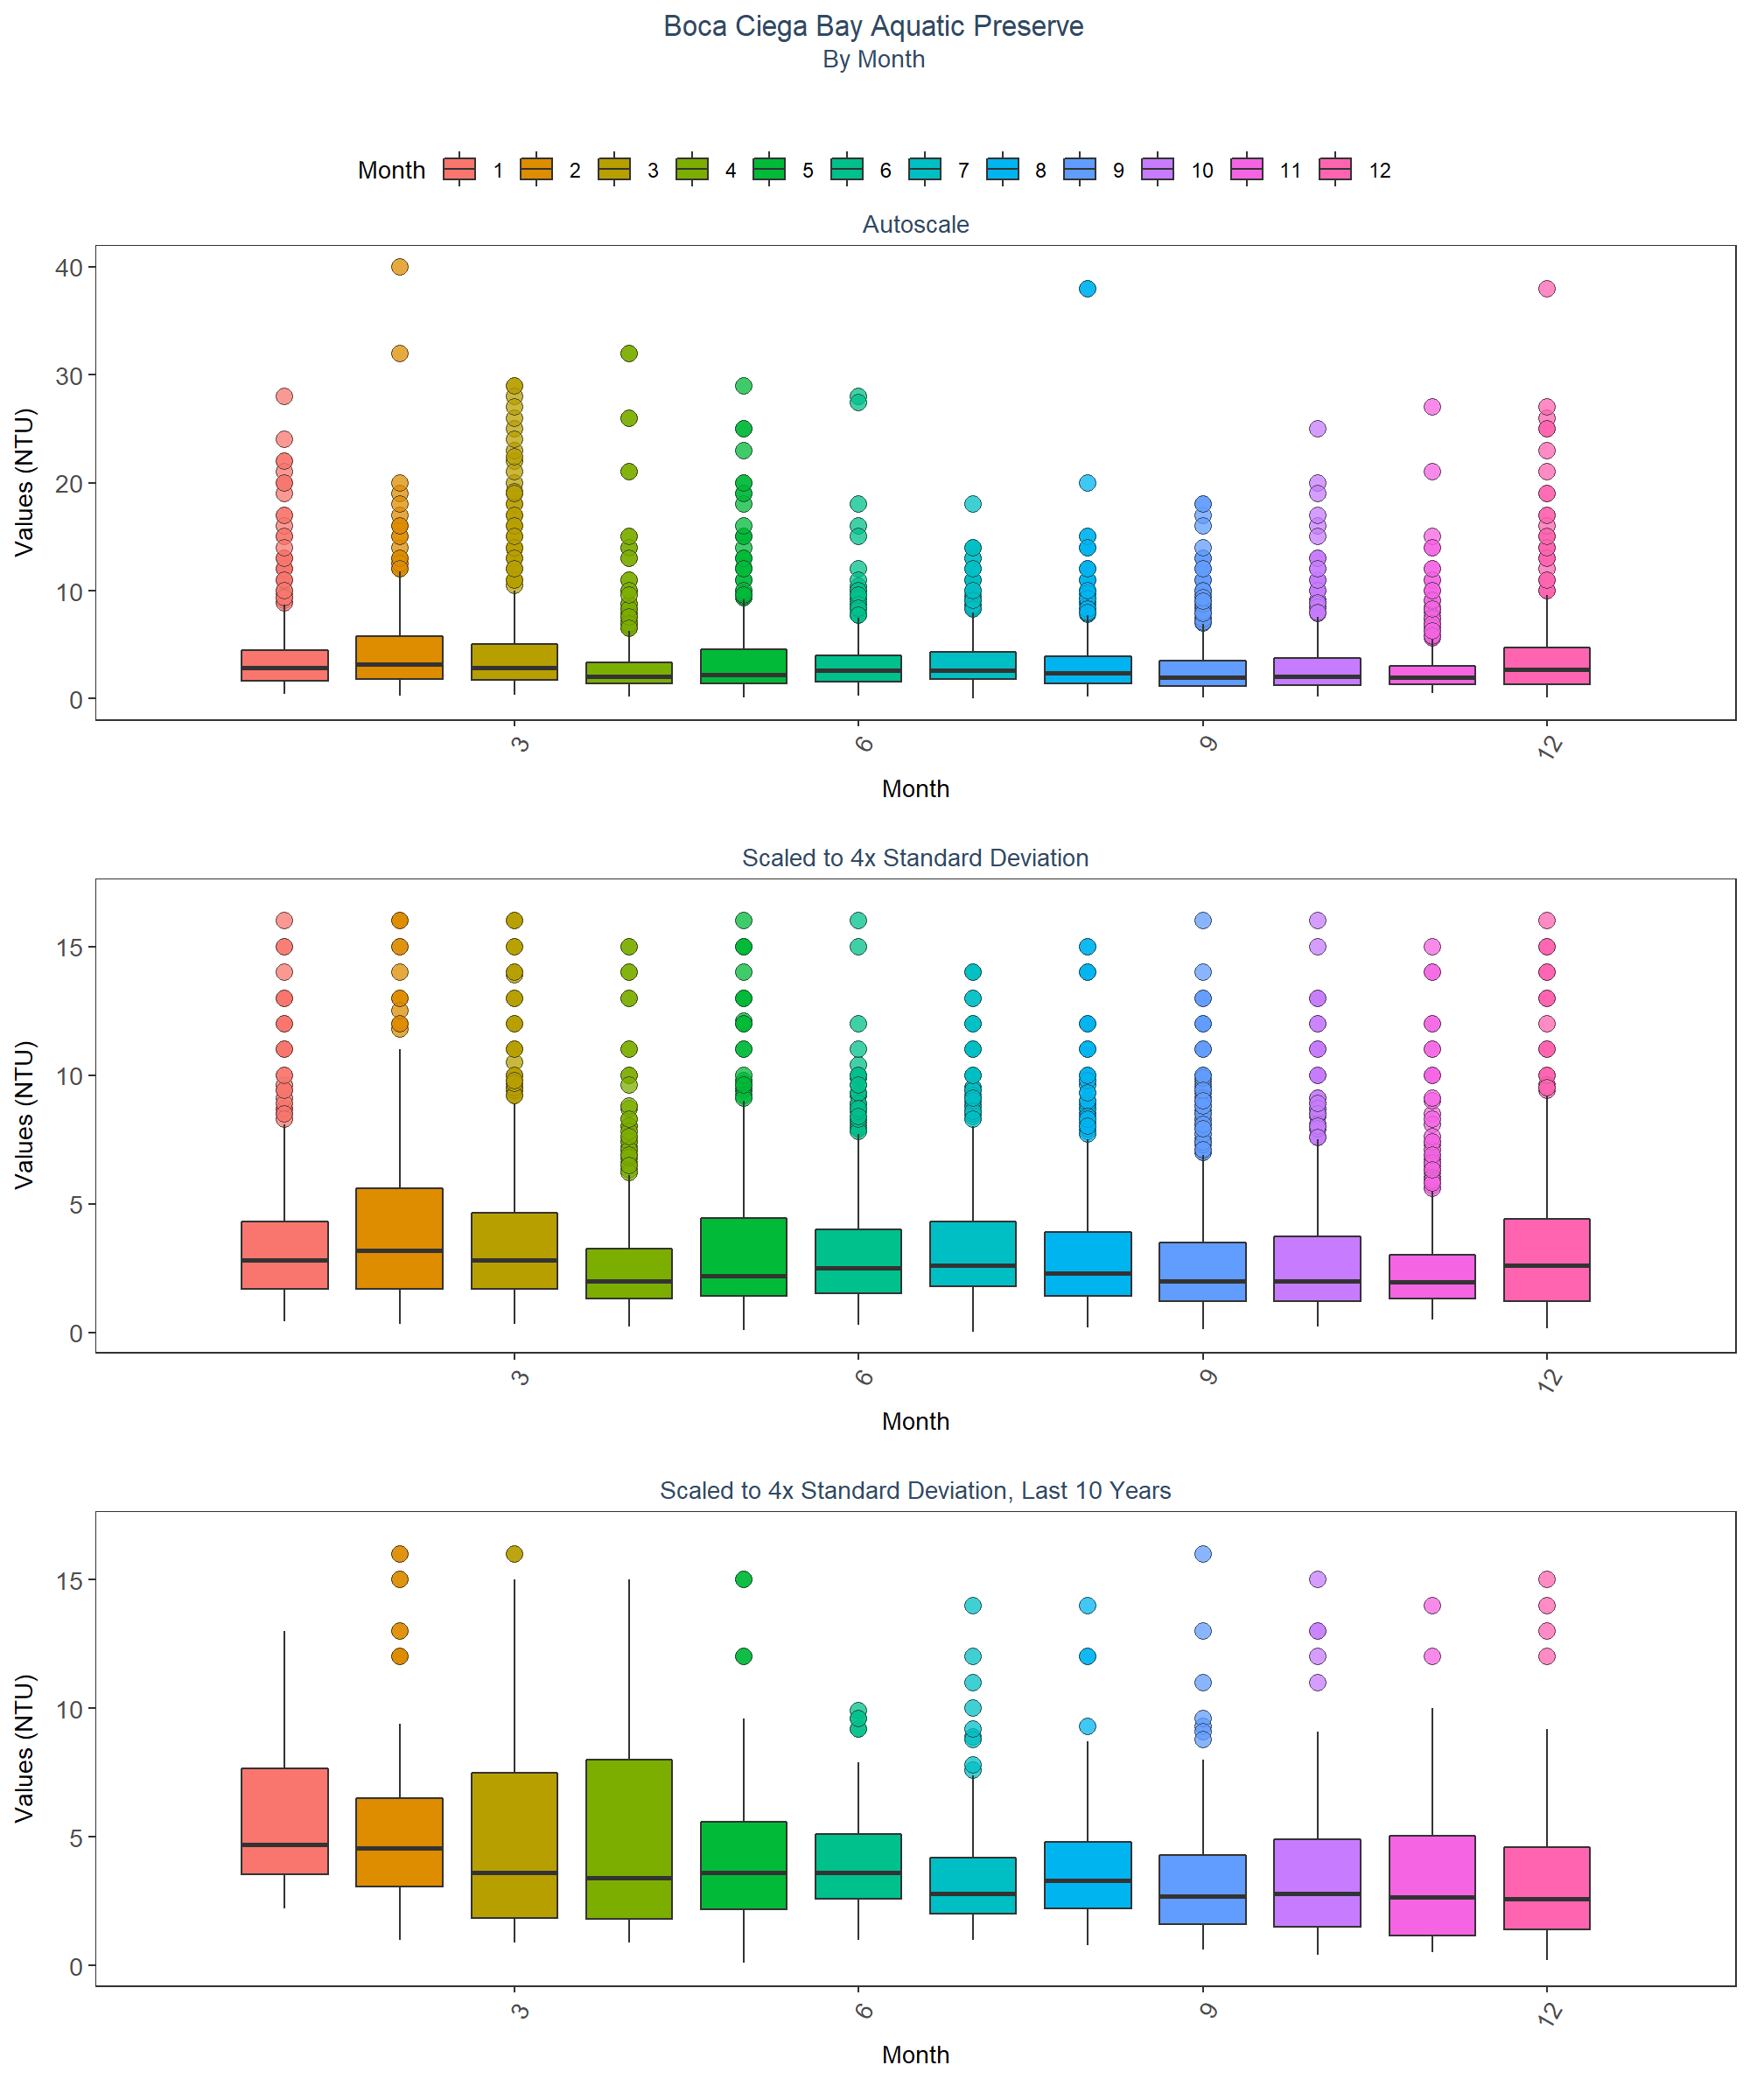 Boca Ciega Bay Aquatic Preserve
By Month
Month 1 2 3 4 5 6 7 8 9 10 11 12
Autoscale
Values (NTU)
40
30
20
10
0
3 6 9 12
Month
Scaled to 4x Standard Deviation
Values (NTU)
15
10
5
0
3 6 9 12
Month
Scaled to 4x Standard Deviation, Last 10 Years
Values (NTU)
15
10
5
0
3 6 9 12
Month